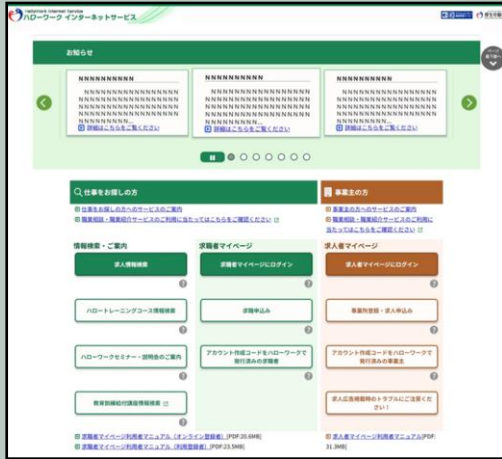 HelloWork Internet Service
ハローワーク インターネットサービス
お知らせ
ページ
最下部へ
NNNNNNNNNN
NNNNNNNNNNNNNNNNN
NNNNNNNNNNNNNNNNN
NNNNNNNNNNNNNNNNN
NNNNNNNNN...
詳細はこちらをご覧ください
NNNNNNNNNN
NNNNNNNNNNNNNNNNN
NNNNNNNNNNNNNNNNN
NNNNNNNNNNNNNNNNN
NNNNNNNNN...
詳細はこちらをご覧ください
NNNNNNNNNN
NNNNNNNNNNNNNNNNN
NNNNNNNNNNNNNNNNN
NNNNNNNNNNNNNNNNN
NNNNNNNNN...
詳細はこちらをご覧ください
仕事をお探しの方
仕事をお探しの方へのサービスのご案内
職業相談・職業紹介サービスのご利用に当たってはこちらをご確認ください
情報検索・ご案内
求人情報検索
ハロートレーニングコース情報検索
ハローワークセミナー・説明会のご案内
教育訓練給付講座情報検索
求職者マイページ
求職者マイページにログイン
求職申込み
アカウント作成コードをハローワークで
発行済みの求職者
求職者マイページ利用者マニュアル（オンライン登録者）[PDF:20.6MB]
求職者マイページ利用者マニュアル（利用登録者）[PDF:23.5MB]
事業主の方
事業主の方へのサービスのご案内
職業相談・職業紹介サービスのご利用に
当たってはこちらをご確認ください
求人者マイページ
求人者マイページにログイン
事業所登録・求人申込み
アカウント作成コードをハローワークで
発行済みの事業主
求人広告掲載時のトラブルにご注意くだ
さい！
求人者マイページ利用者マニュアル[PDF:
31.3MB]